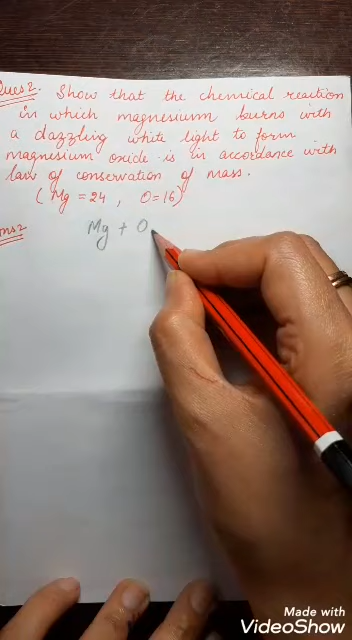 Ques2. Show that the chemical reaction
in which magnesium burns with
a dazzling white light to form
magnesium oxide is in accordance with
law of conservation of mass.
(Mg = 24, O=16)
Ans2 Mg + O
Made with
VideoShow